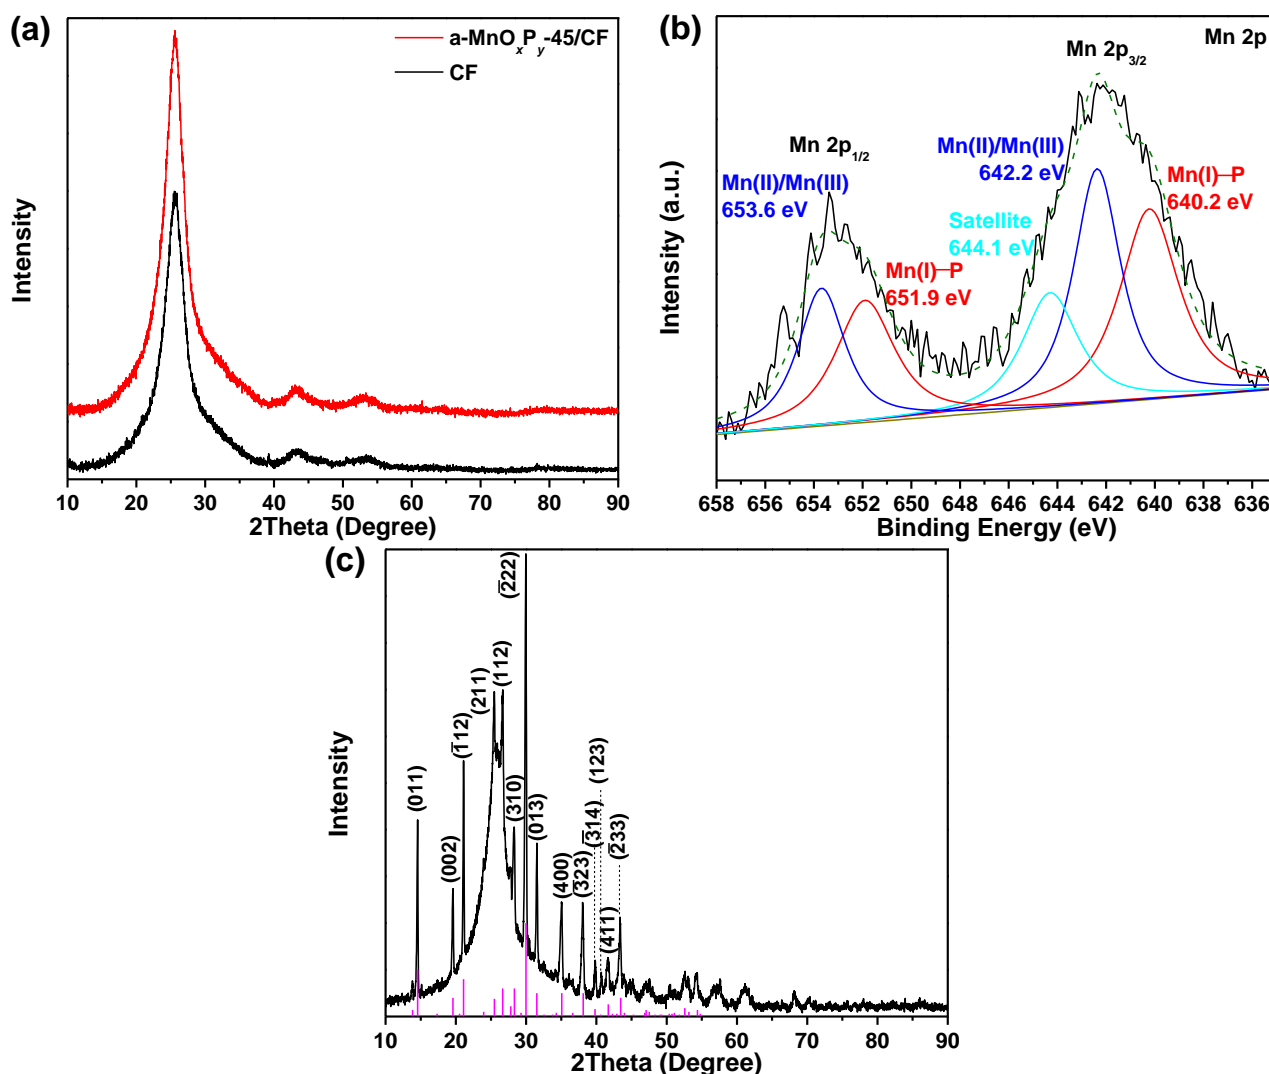 (a)
a-MnOxPy-45/CF
CF
Intensity
10 20 30 40 50 60 70 80 90
2Theta (Degree)
(b)
Mn 2p
Mn 2p3/2
Mn 2p1/2
Mn(II)/Mn(III)
653.6 eV
Mn(I)–P
651.9 eV
Satellite
644.1 eV
Mn(II)/Mn(III)
642.2 eV
Mn(I)–P
640.2 eV
Intensity (a.u.)
658 656 654 652 650 648 646 644 642 640 638 636
Binding Energy (eV)
(c)
Intensity
(011)
(002)
(1̅12)
(211)
(112)
(310)
(2̅22)
(013)
(400)
(3̅23)
(3̅14)
(123)
(411)
(2̅33)
10 20 30 40 50 60 70 80 90
2Theta (Degree)